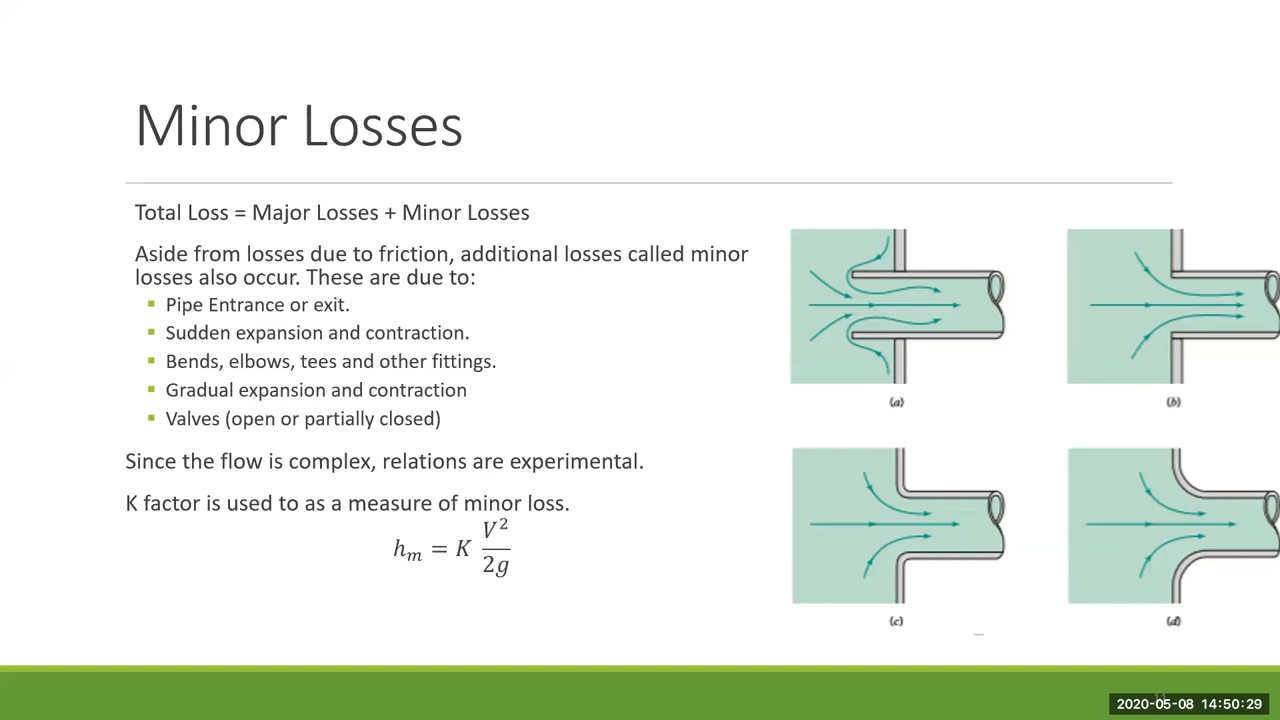 Minor Losses
Total Loss = Major Losses + Minor Losses
Aside from losses due to friction, additional losses called minor
losses also occur. These are due to:
▪ Pipe Entrance or exit.
▪ Sudden expansion and contraction.
▪ Bends, elbows, tees and other fittings.
▪ Gradual expansion and contraction
▪ Valves (open or partially closed)
Since the flow is complex, relations are experimental.
K factor is used to as a measure of minor loss.
h_m = K V²/2g
(a)
(b)
(c)
(d)
11
2020-05-08 14:50:29